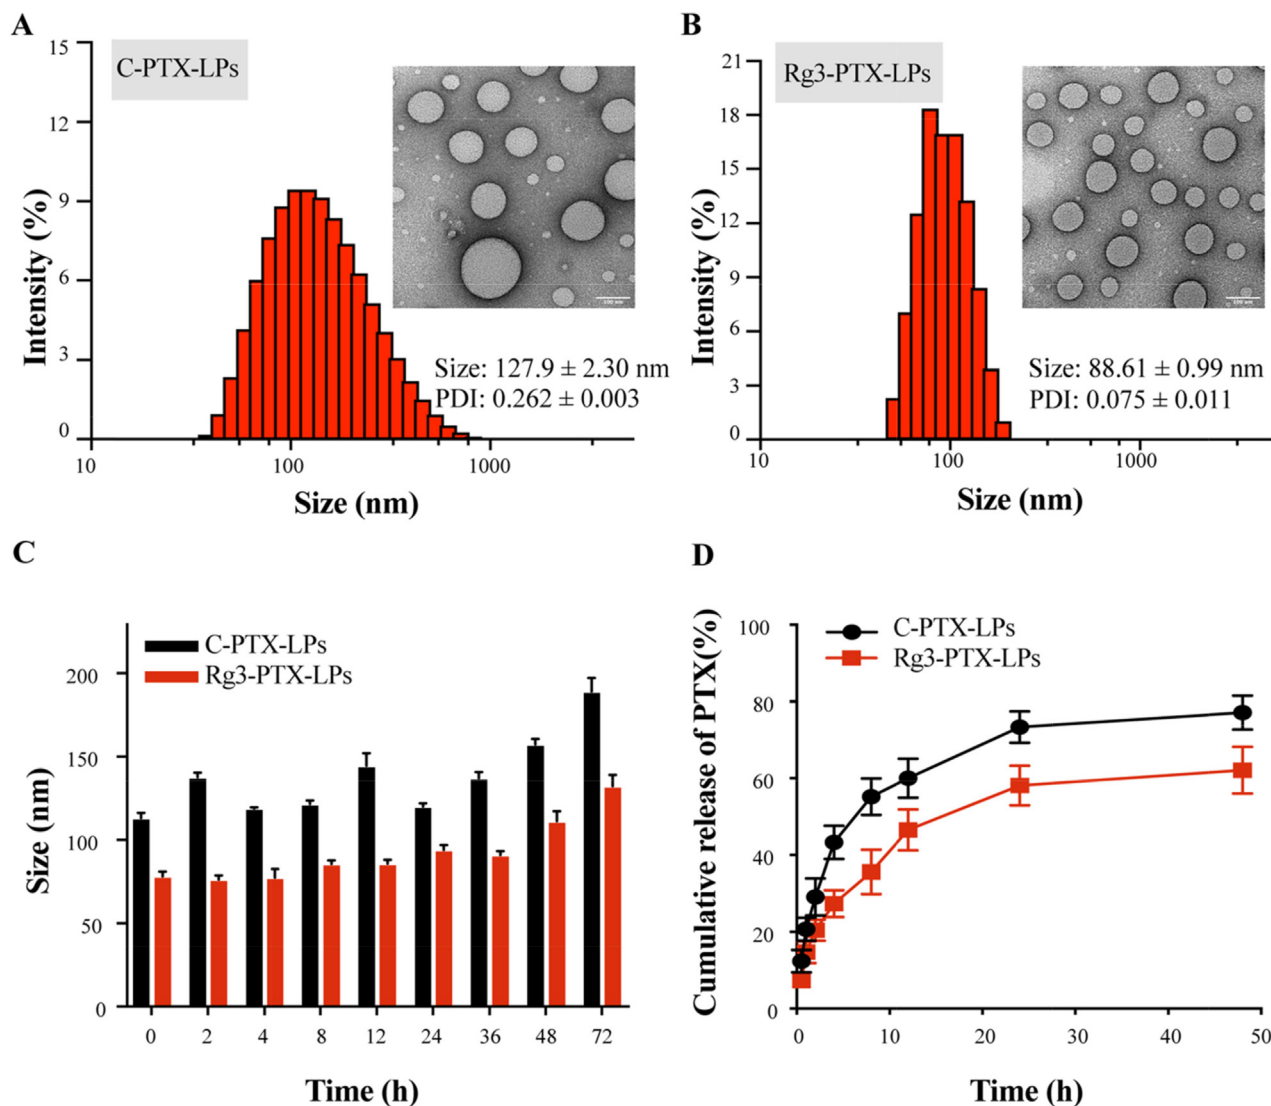 A
C-PTX-LPs
Intensity (%)
15
12
9
6
3
0
Size: 127.9 ± 2.30 nm
PDI: 0.262 ± 0.003
10
100
1000
Size (nm)
B
Rg3-PTX-LPs
Intensity (%)
21
18
15
12
9
6
3
0
Size: 88.61 ± 0.99 nm
PDI: 0.075 ± 0.011
10
100
1000
Size (nm)
C
C-PTX-LPs
Rg3-PTX-LPs
Size (nm)
200
150
100
50
0
0 2 4 8 12 24 36 48 72
Time (h)
D
C-PTX-LPs
Rg3-PTX-LPs
Cumulative release of PTX(%)
100
80
60
40
20
0
0 10 20 30 40 50
Time (h)